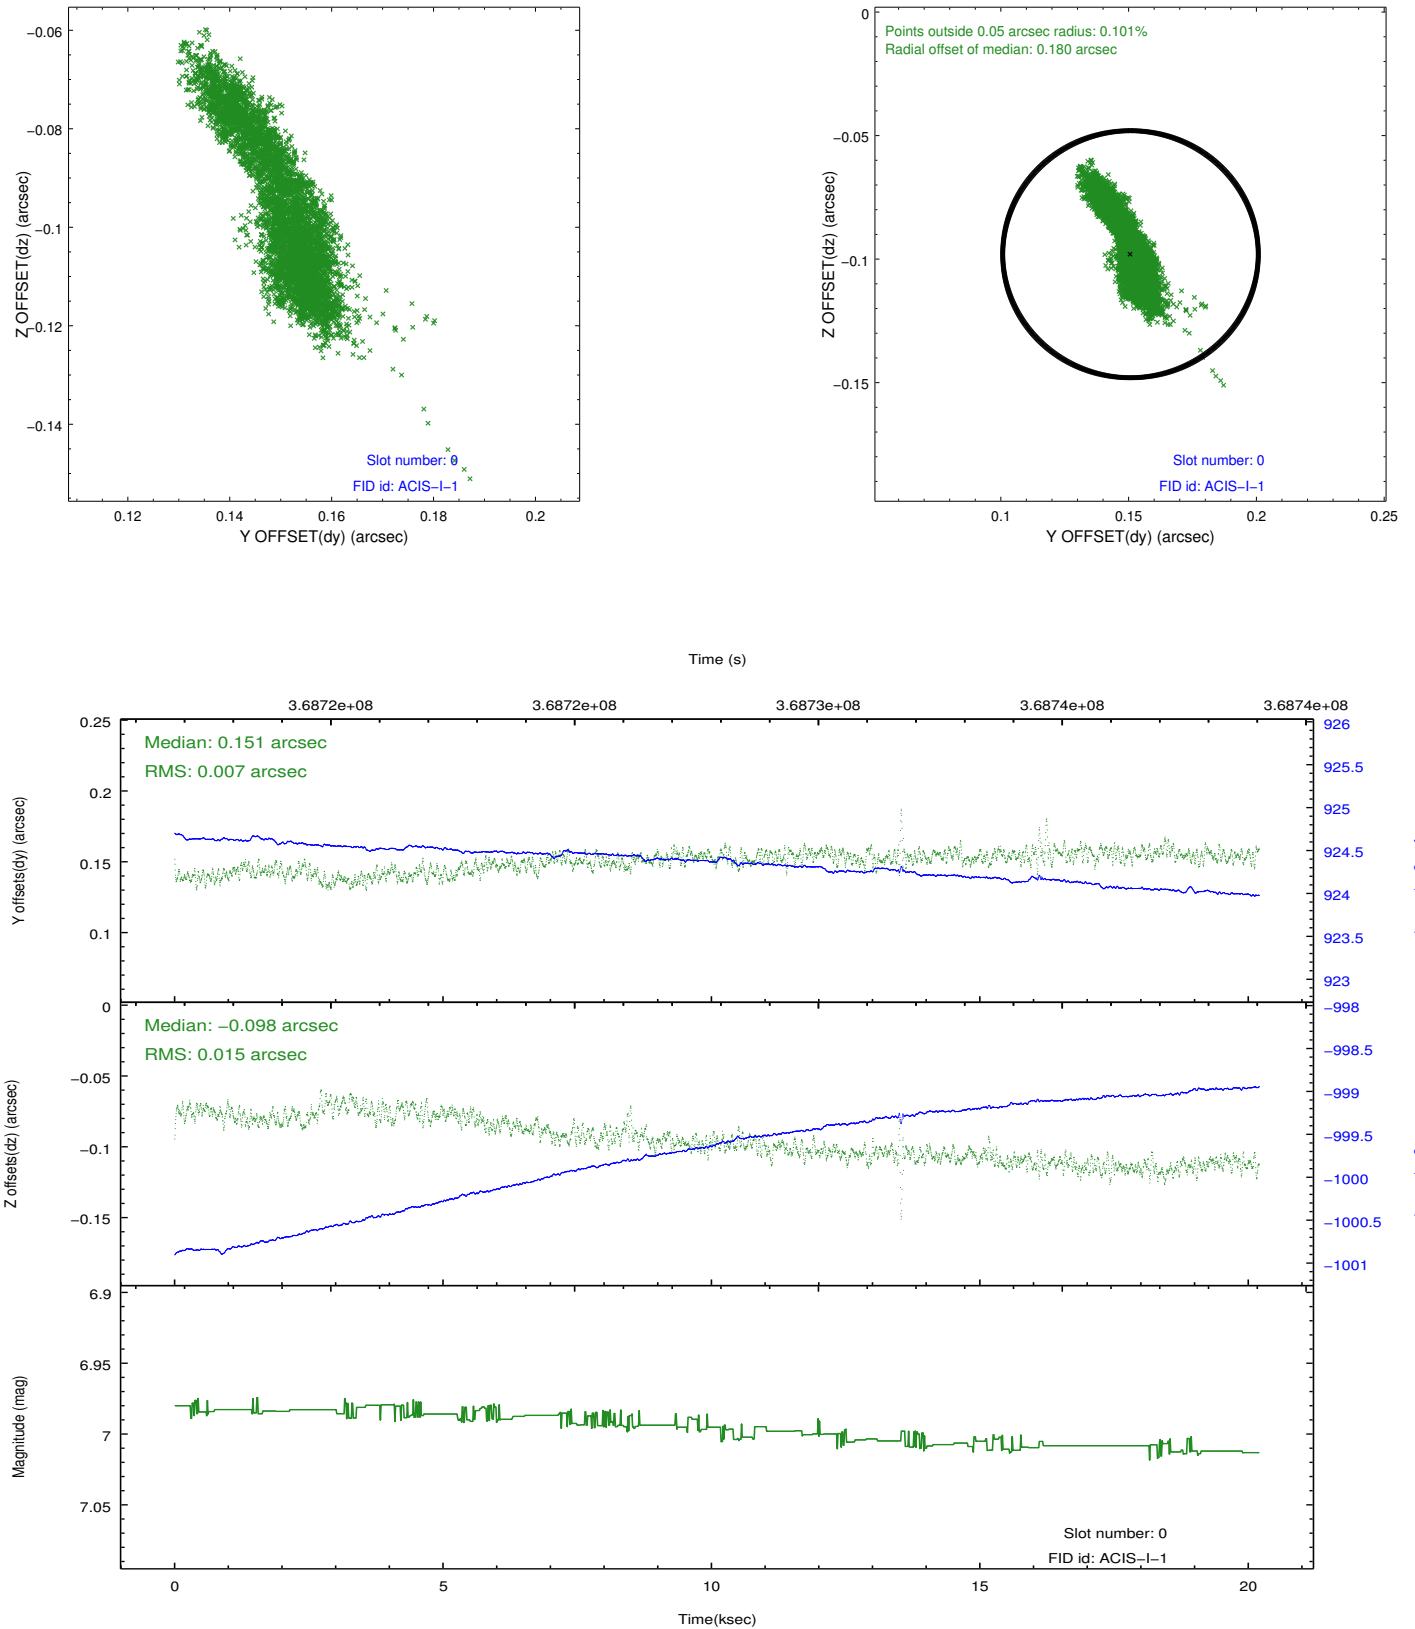 −0.06
−0.08
−0.1
−0.12
−0.14
0.12
0.14
0.16
0.18
0.2
Z OFFSET(dz) (arcsec)
Y OFFSET(dy) (arcsec)
Slot number: 0
FID id: ACIS−I−1
Points outside 0.05 arcsec radius: 0.101%
Radial offset of median: 0.180 arcsec
0
−0.05
−0.1
−0.15
0.1
0.15
0.2
0.25
Z OFFSET(dz) (arcsec)
Y OFFSET(dy) (arcsec)
Slot number: 0
FID id: ACIS−I−1
Time (s)
3.6872e+08
3.6872e+08
3.6873e+08
3.6874e+08
3.6874e+08
Median: 0.151 arcsec
RMS: 0.007 arcsec
0.25
0.2
0.15
0.1
Y offsets(dy) (arcsec)
926
925.5
925
924.5
924
923.5
923
Median: −0.098 arcsec
RMS: 0.015 arcsec
0
−0.05
−0.1
−0.15
Z offsets(dz) (arcsec)
−998
−998.5
−999
−999.5
−1000
−1000.5
−1001
6.9
6.95
7
7.05
Magnitude (mag)
Slot number: 0
FID id: ACIS−I−1
0
5
10
15
20
Time(ksec)